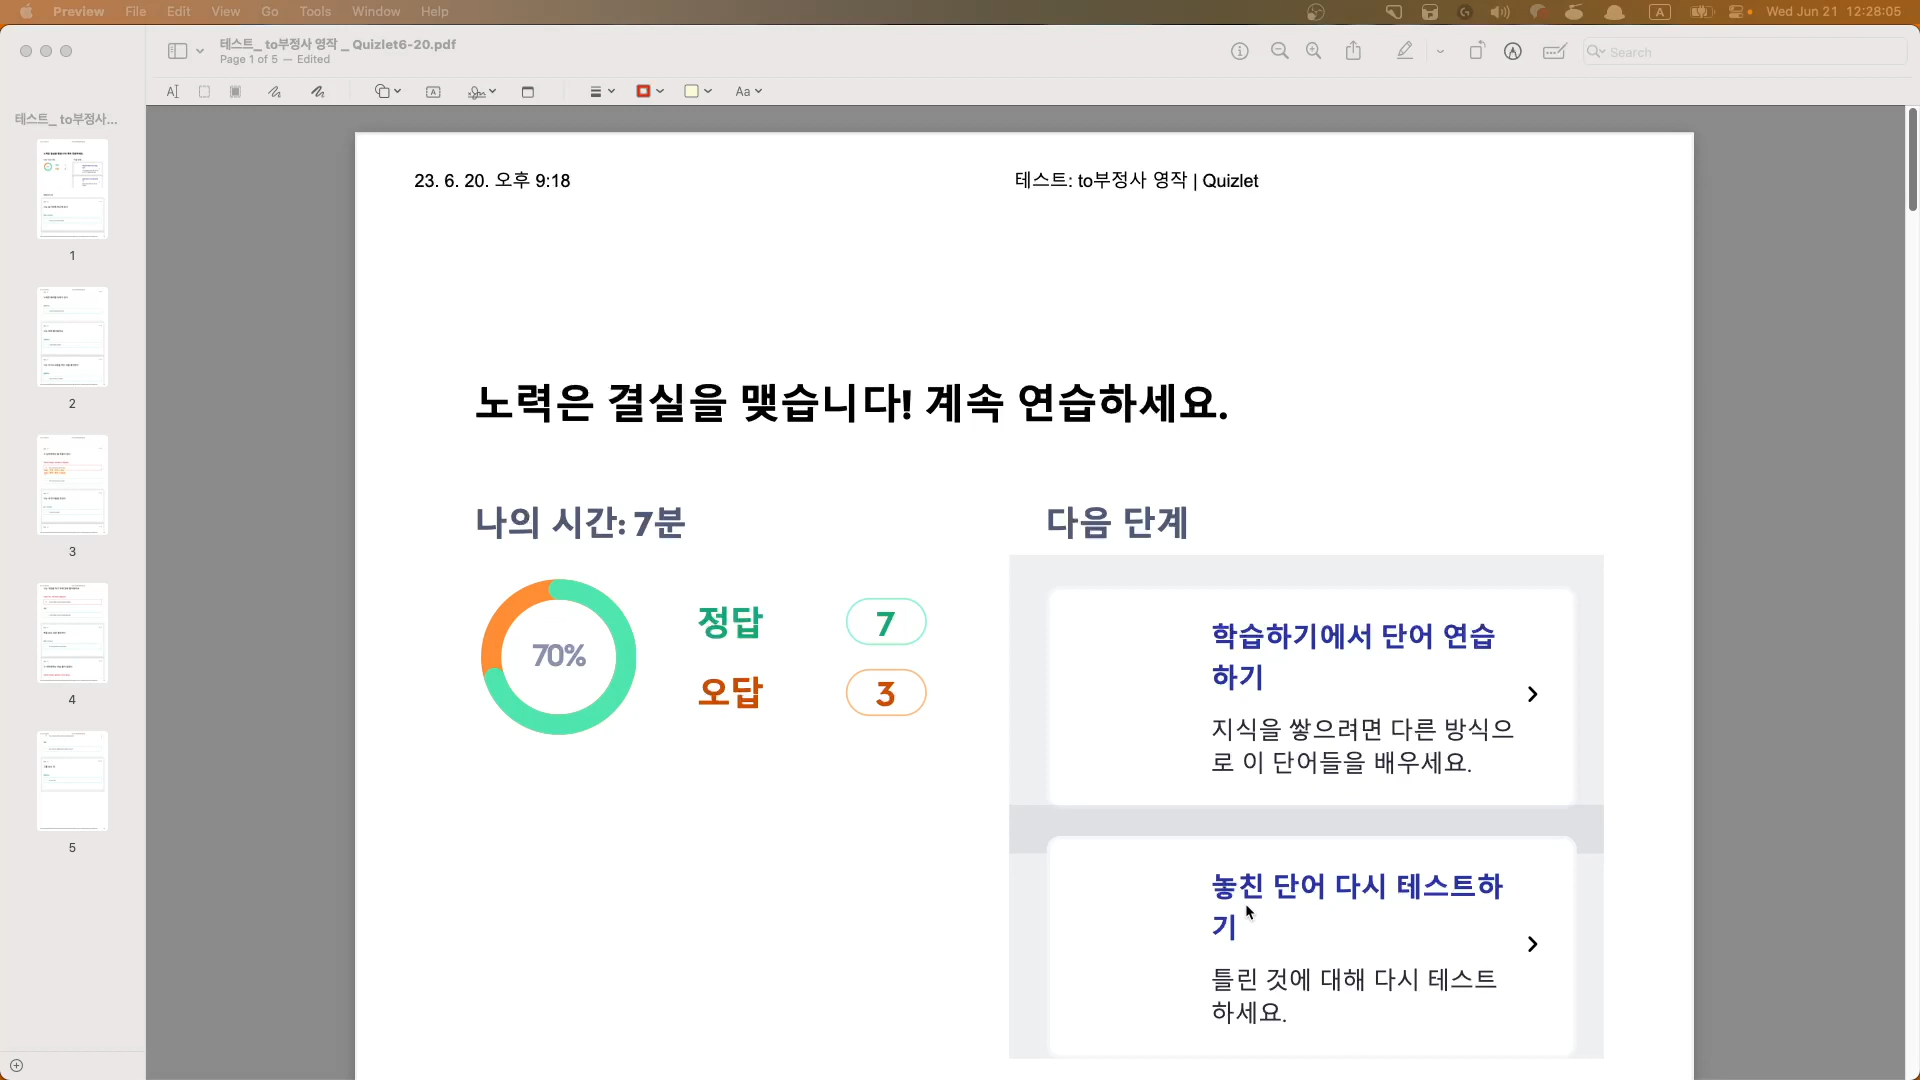 Preview File Edit View Go Tools Window Help
A
Wed Jun 21 12:28:05
테스트_ to부정사 영작 _ Quizlet6-20.pdf
Page 1 of 5 — Edited
Search
A
Aa
테스트_ to부정사...
1
2
3
4
5
23. 6. 20. 오후 9:18
테스트: to부정사 영작 | Quizlet
노력은 결실을 맺습니다! 계속 연습하세요.
나의 시간: 7분
70%
정답 7
오답 3
다음 단계
학습하기에서 단어 연습
하기
지식을 쌓으려면 다른 방식으
로 이 단어들을 배우세요.
놓친 단어 다시 테스트하
기
틀린 것에 대해 다시 테스트
하세요.